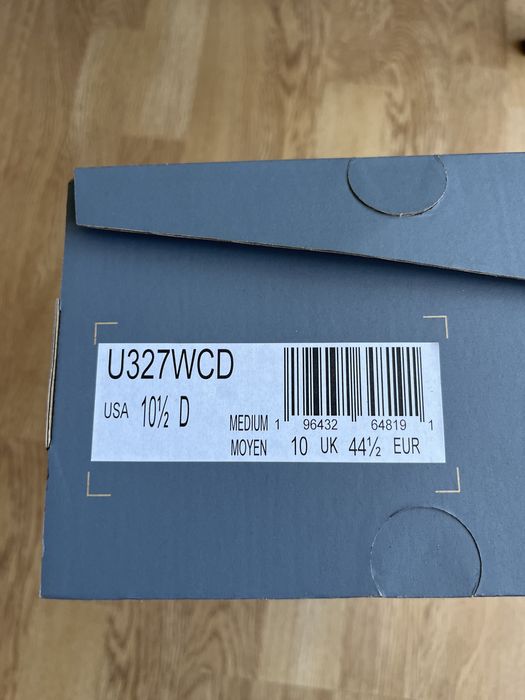 U327WCD
USA 10½ D
MEDIUM 1 96432 64819 1
MOYEN 10 UK 44½ EUR